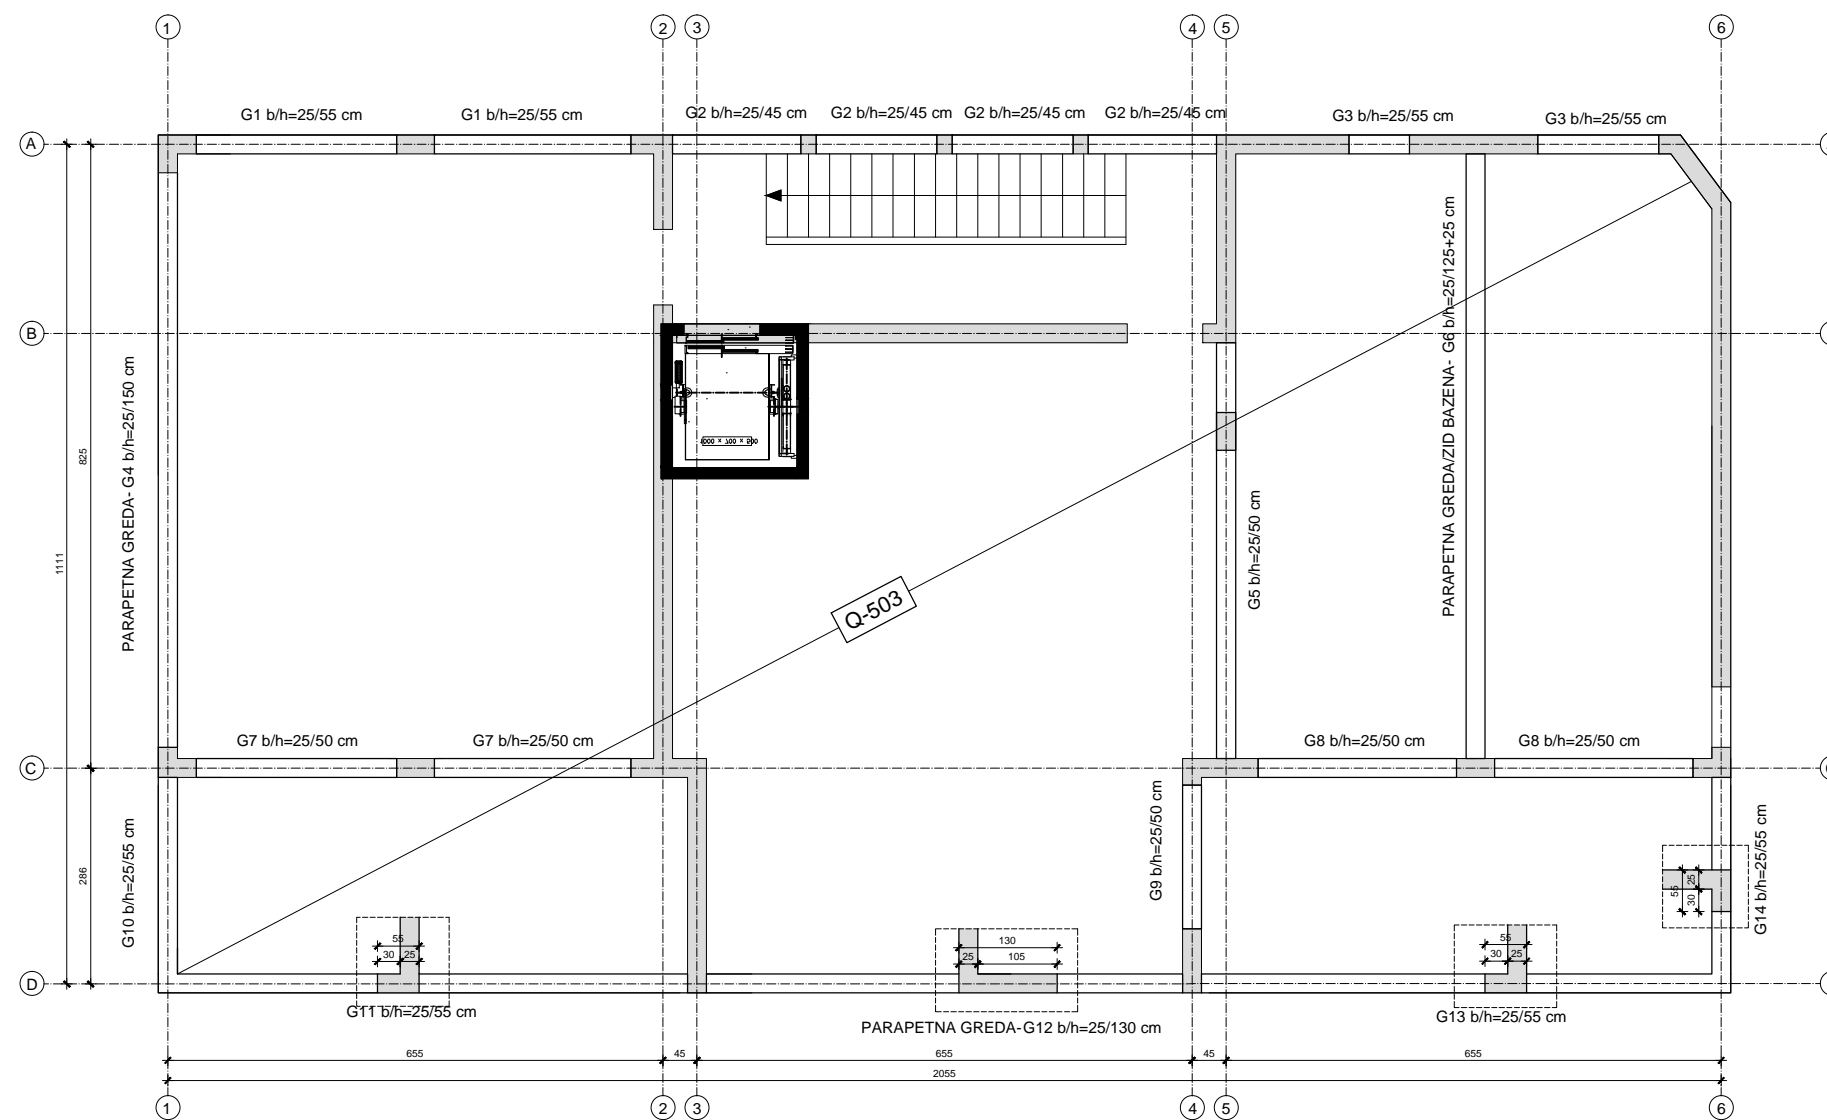 1 2 3 4 5 6
G1 b/h=25/55 cm
G1 b/h=25/55 cm
G2 b/h=25/45 cm
G2 b/h=25/45 cm
G2 b/h=25/45 cm
G2 b/h=25/45 cm
G3 b/h=25/55 cm
G3 b/h=25/55 cm
A
B
PARAPETNA GREDA- G4 b/h=25/150 cm
PARAPETNA GREDA/ZID BAZENA- G6 b/h=25/125+25 cm
G5 b/h=25/50 cm
825
1111
Q-503
G7 b/h=25/50 cm
G7 b/h=25/50 cm
G8 b/h=25/50 cm
G8 b/h=25/50 cm
C
286
G10 b/h=25/55 cm
G9 b/h=25/50 cm
G14 b/h=25/55 cm
55
25
30
55
30 25
130
25 105
55
30 25
D
G11 b/h=25/55 cm
PARAPETNA GREDA-G12 b/h=25/130 cm
G13 b/h=25/55 cm
655 45 655 45 655
2055
1 2 3 4 5 6